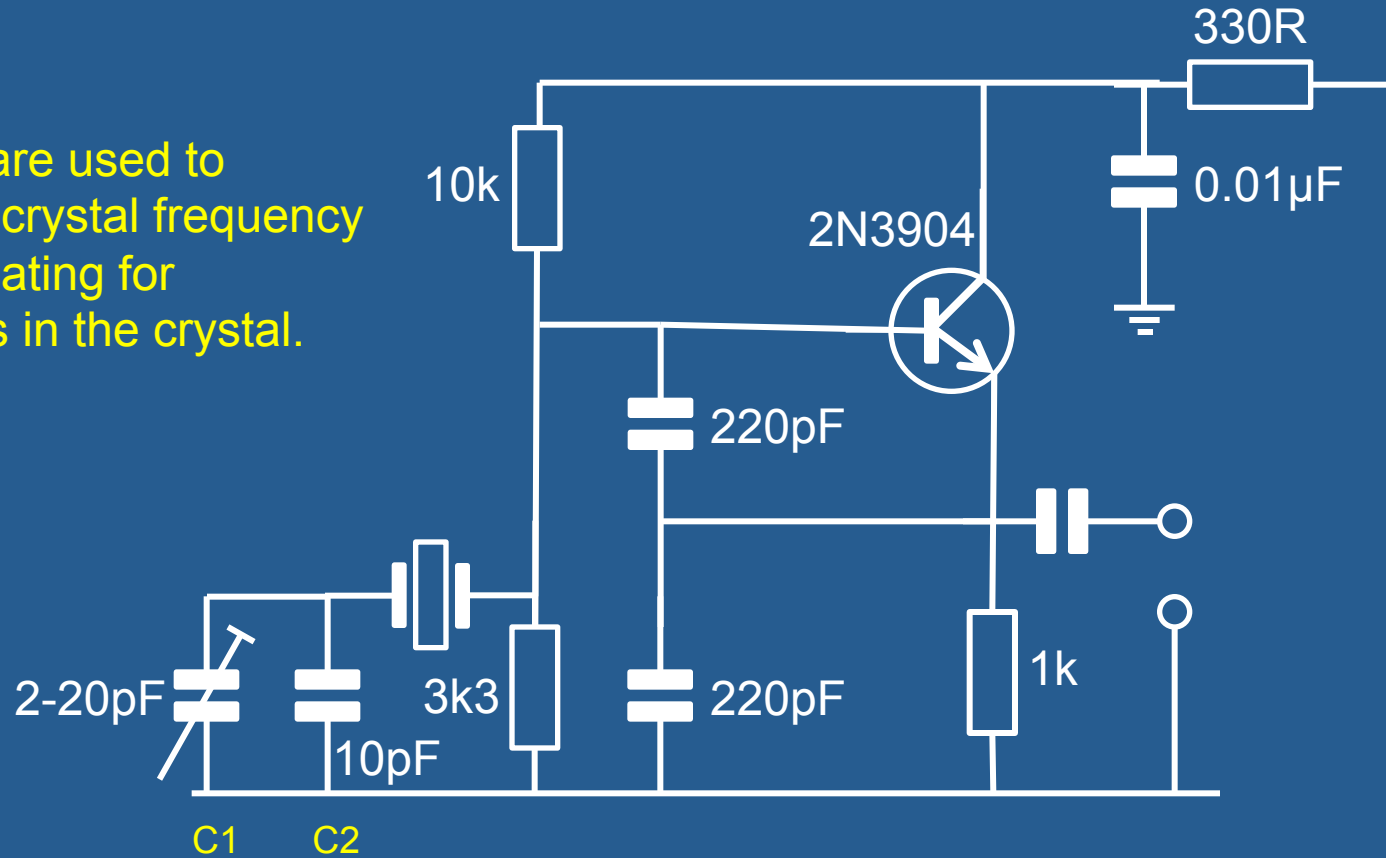 330R
are used to
crystal frequency
ating for
s in the crystal.
10k
0.01µF
2N3904
220pF
2-20pF
3k3
220pF
1k
10pF
C1 C2